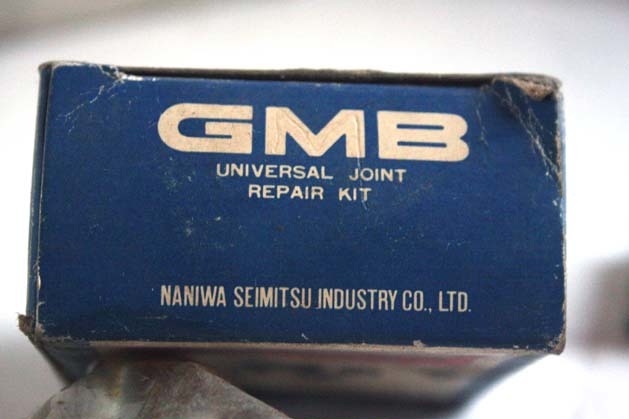 GMB
UNIVERSAL JOINT
REPAIR KIT
NANIWA SEIMITSU INDUSTRY CO., LTD.